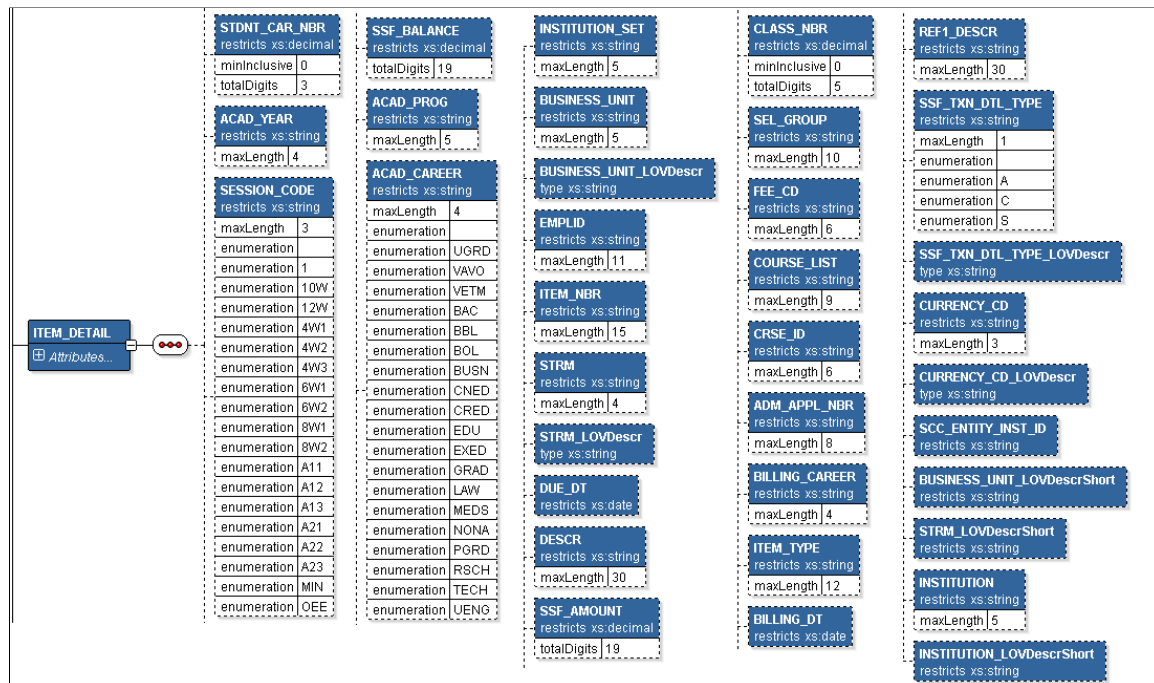 ITEM_DETAIL
Attributes...
STDNT_CAR_NBR
restricts xs:decimal
minInclusive 0
totalDigits 3
ACAD_YEAR
restricts xs:string
maxLength 4
SESSION_CODE
restricts xs:string
maxLength 3
enumeration
enumeration 1
enumeration 10W
enumeration 12W
enumeration 4W1
enumeration 4W2
enumeration 4W3
enumeration 6W1
enumeration 6W2
enumeration 8W1
enumeration 8W2
enumeration A11
enumeration A12
enumeration A13
enumeration A21
enumeration A22
enumeration A23
enumeration MIN
enumeration OEE
SSF_BALANCE
restricts xs:decimal
totalDigits 19
ACAD_PROG
restricts xs:string
maxLength 5
ACAD_CAREER
restricts xs:string
maxLength 4
enumeration
enumeration UGRD
enumeration VAVO
enumeration VETM
enumeration BAC
enumeration BBL
enumeration BOL
enumeration BUSN
enumeration CNED
enumeration CRED
enumeration EDU
enumeration EXED
enumeration GRAD
enumeration LAW
enumeration MEDS
enumeration NONA
enumeration PGRD
enumeration RSCH
enumeration TECH
enumeration UENG
INSTITUTION_SET
restricts xs:string
maxLength 5
BUSINESS_UNIT
restricts xs:string
maxLength 5
BUSINESS_UNIT_LOVDescr
type xs:string
EMPLID
restricts xs:string
maxLength 11
ITEM_NBR
restricts xs:string
maxLength 15
STRM
restricts xs:string
maxLength 4
STRM_LOVDescr
type xs:string
DUE_DT
restricts xs:date
DESCR
restricts xs:string
maxLength 30
SSF_AMOUNT
restricts xs:decimal
totalDigits 19
CLASS_NBR
restricts xs:decimal
minInclusive 0
totalDigits 5
SEL_GROUP
restricts xs:string
maxLength 10
FEE_CD
restricts xs:string
maxLength 6
COURSE_LIST
restricts xs:string
maxLength 9
CRSE_ID
restricts xs:string
maxLength 6
ADM_APPL_NBR
restricts xs:string
maxLength 8
BILLING_CAREER
restricts xs:string
maxLength 4
ITEM_TYPE
restricts xs:string
maxLength 12
BILLING_DT
restricts xs:date
REF1_DESCR
restricts xs:string
maxLength 30
SSF_TXN_DTL_TYPE
restricts xs:string
maxLength 1
enumeration
enumeration A
enumeration C
enumeration S
SSF_TXN_DTL_TYPE_LOVDescr
type xs:string
CURRENCY_CD
restricts xs:string
maxLength 3
CURRENCY_CD_LOVDescr
type xs:string
SCC_ENTITY_INST_ID
restricts xs:string
BUSINESS_UNIT_LOVDescrShort
restricts xs:string
STRM_LOVDescrShort
restricts xs:string
INSTITUTION
restricts xs:string
maxLength 5
INSTITUTION_LOVDescrShort
restricts xs:string